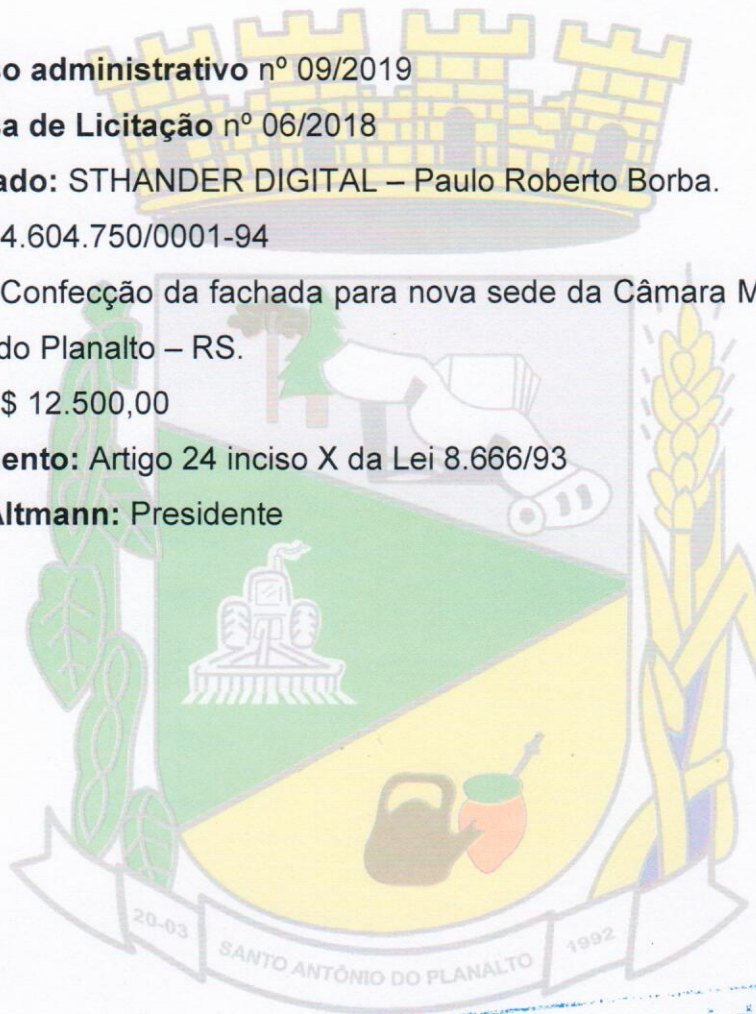 o administrativo nº 09/2019
a de Licitação nº 06/2018
ado: STHANDER DIGITAL – Paulo Roberto Borba.
4.604.750/0001-94
Confecção da fachada para nova sede da Câmara M
do Planalto – RS.
$ 12.500,00
ento: Artigo 24 inciso X da Lei 8.666/93
Altmann: Presidente
20-03 SANTO ANTÔNIO DO PLANALTO 1992